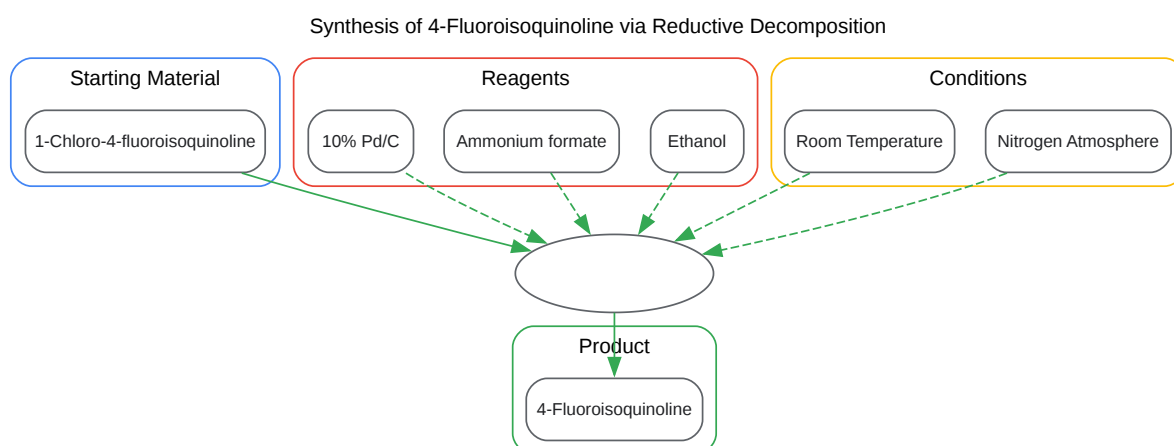 Synthesis of 4-Fluoroisoquinoline via Reductive Decomposition
Starting Material
Reagents
Conditions
1-Chloro-4-fluoroisoquinoline
10% Pd/C
Ammonium formate
Ethanol
Room Temperature
Nitrogen Atmosphere
Product
4-Fluoroisoquinoline